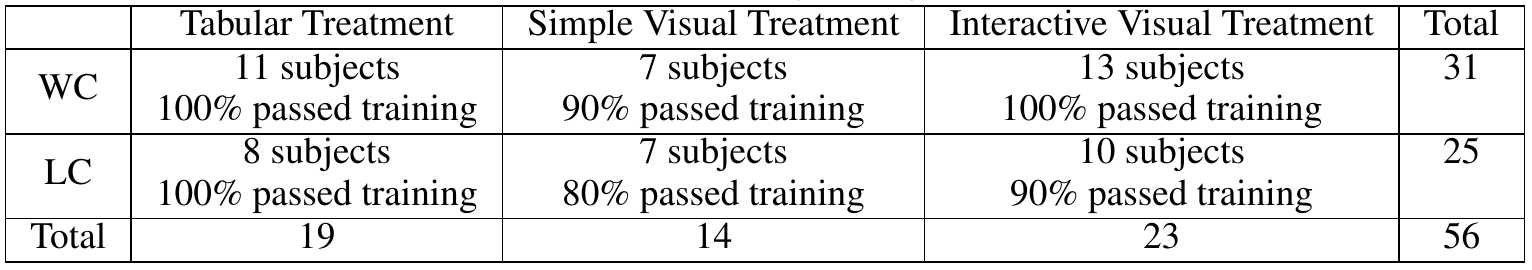 Tabular Treatment Simple Visual Treatment Interactive Visual Treatment Total
WC 11 subjects 7 subjects 13 subjects 31
100% passed training 90% passed training 100% passed training
LC 8 subjects 7 subjects 10 subjects 25
100% passed training 80% passed training 90% passed training
Total 19 14 23 56